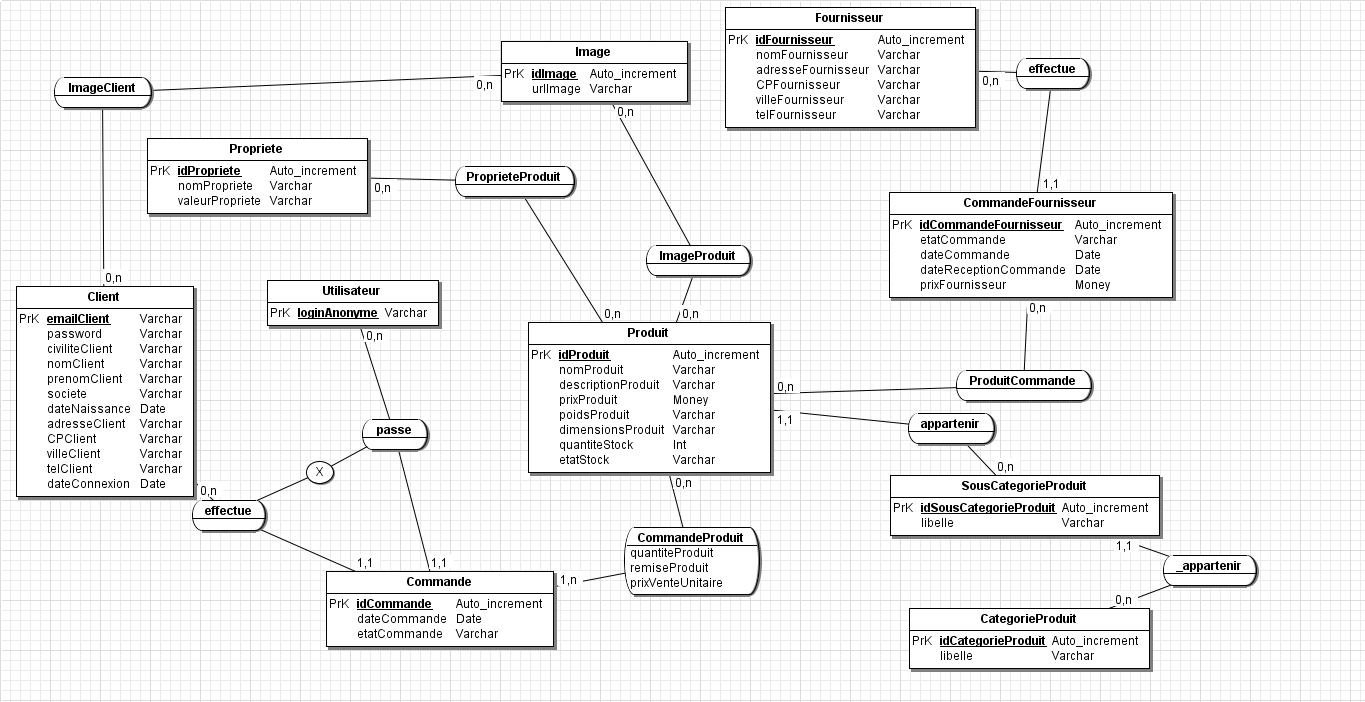 Fournisseur
PrK idFournisseur Auto_increment
nomFournisseur Varchar
adresseFournisseur Varchar
CPFournisseur Varchar
villeFournisseur Varchar
telFournisseur Varchar
0,n
effectue
1,1
Image
PrK idImage Auto_increment
urlImage Varchar
0,n
0,n
ImageClient
0,n
Propriete
PrK idPropriete Auto_increment
nomPropriete Varchar
valeurPropriete Varchar
0,n
ProprieteProduit
0,n
ImageProduit
0,n
CommandeFournisseur
PrK idCommandeFournisseur Auto_increment
etatCommande Varchar
dateCommande Date
dateReceptionCommande Date
prixFournisseur Money
0,n
Client
PrK emailClient Varchar
password Varchar
civiliteClient Varchar
nomClient Varchar
prenomClient Varchar
societe Varchar
dateNaissance Date
adresseClient Varchar
CPClient Varchar
villeClient Varchar
telClient Varchar
dateConnexion Date
0,n
Utilisateur
PrK loginAnonyme Varchar
0,n
Produit
PrK idProduit Auto_increment
nomProduit Varchar
descriptionProduit Varchar
prixProduit Money
poidsProduit Varchar
dimensionsProduit Varchar
quantiteStock Int
etatStock Varchar
0,n
0,n
1,1
ProduitCommande
appartenir
0,n
passe
X
effectue
1,1
1,1
SousCategorieProduit
PrK idSousCategorieProduit Auto_increment
libelle Varchar
1,1
_appartenir
0,n
CommandeProduit
quantiteProduit
remiseProduit
prixVenteUnitaire
1,n
Commande
PrK idCommande Auto_increment
dateCommande Date
etatCommande Varchar
CategorieProduit
PrK idCategorieProduit Auto_increment
libelle Varchar